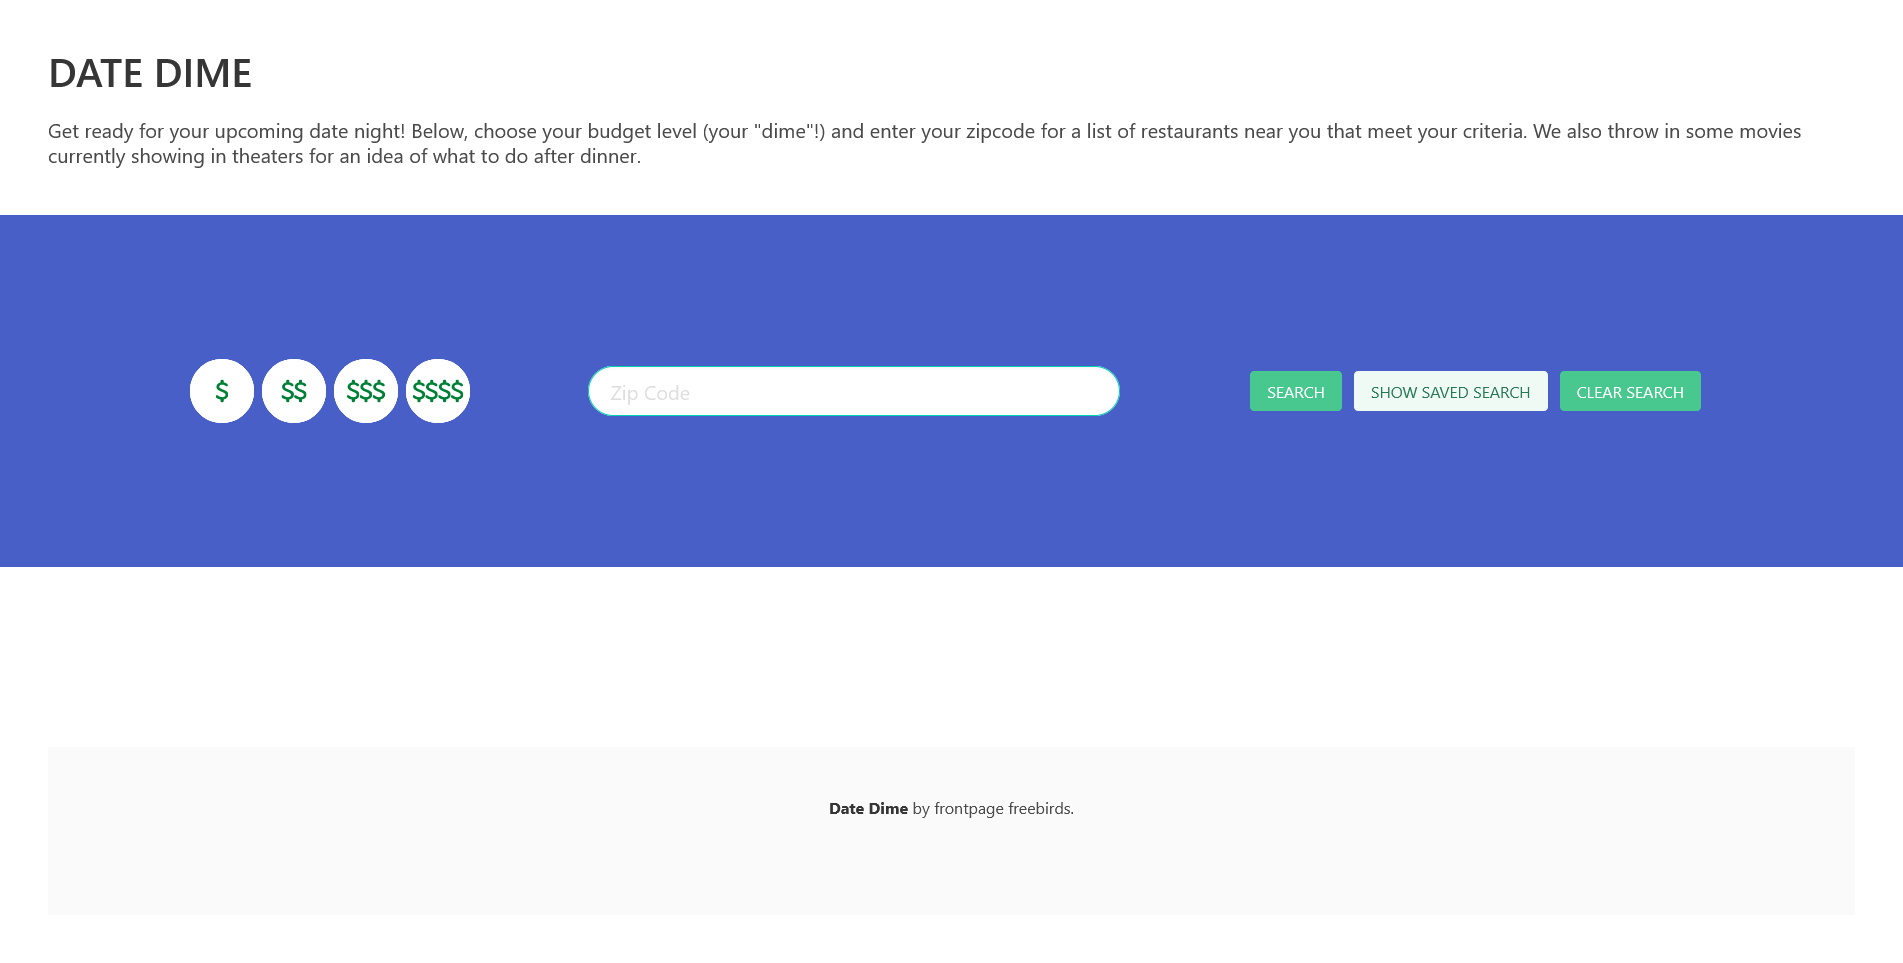 DATE DIME
Get ready for your upcoming date night! Below, choose your budget level (your "dime"!) and enter your zipcode for a list of restaurants near you that meet your criteria. We also throw in some movies
currently showing in theaters for an idea of what to do after dinner.
$ $$ $$$ $$$$ Zip Code SEARCH SHOW SAVED SEARCH CLEAR SEARCH
Date Dime by frontpage freebirds.